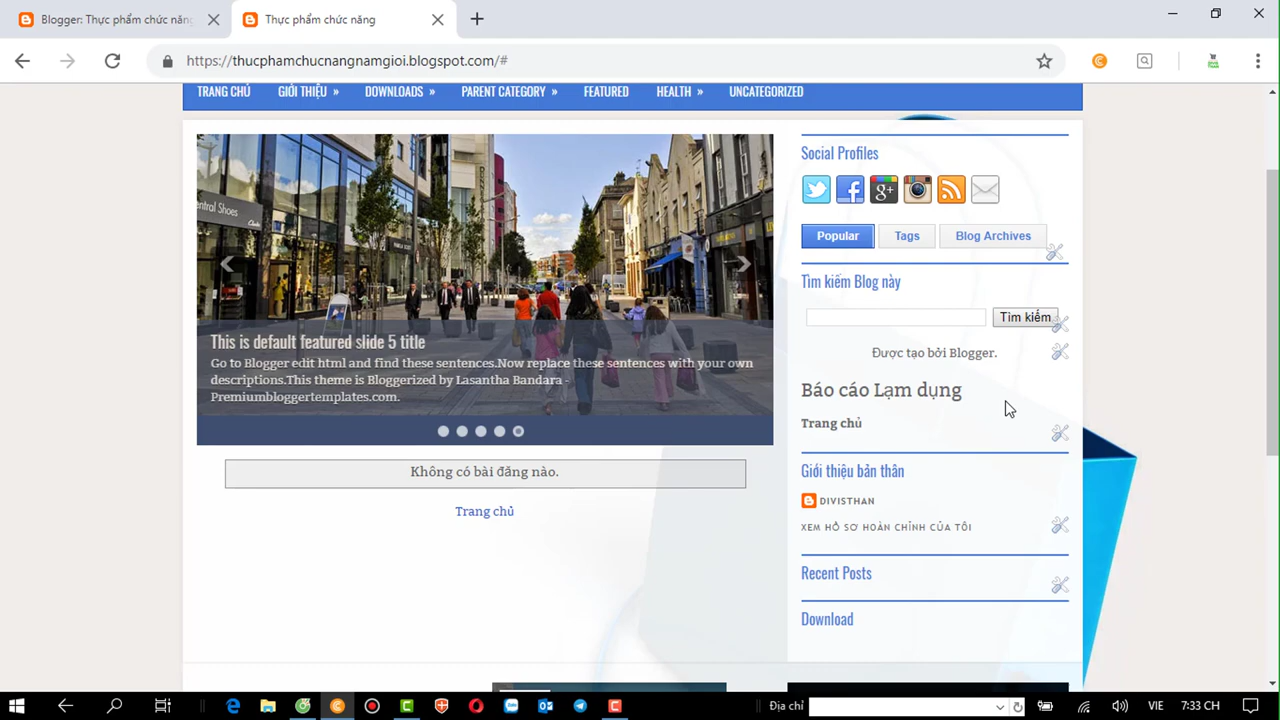 Blogger: Thực phẩm chức năng
Thực phẩm chức năng
https://thucphamchucnangnamgioi.blogspot.com/#
TRANG CHỦ
GIỚI THIỆU »
DOWNLOADS »
PARENT CATEGORY »
FEATURED
HEALTH »
UNCATEGORIZED
Central Shoes
This is default featured slide 5 title
Go to Blogger edit html and find these sentences.Now replace these sentences with your own
descriptions.This theme is Bloggerized by Lasantha Bandara -
Premiumbloggertemplates.com.
Không có bài đăng nào.
Trang chủ
Social Profiles
Popular
Tags
Blog Archives
Tìm kiếm Blog này
Tìm kiếm
Được tạo bởi Blogger.
Báo cáo Lạm dụng
Trang chủ
Giới thiệu bản thân
DIVISTHAN
XEM HỒ SƠ HOÀN CHỈNH CỦA TÔI
Recent Posts
Download
Địa chỉ
VIE
7:33 CH